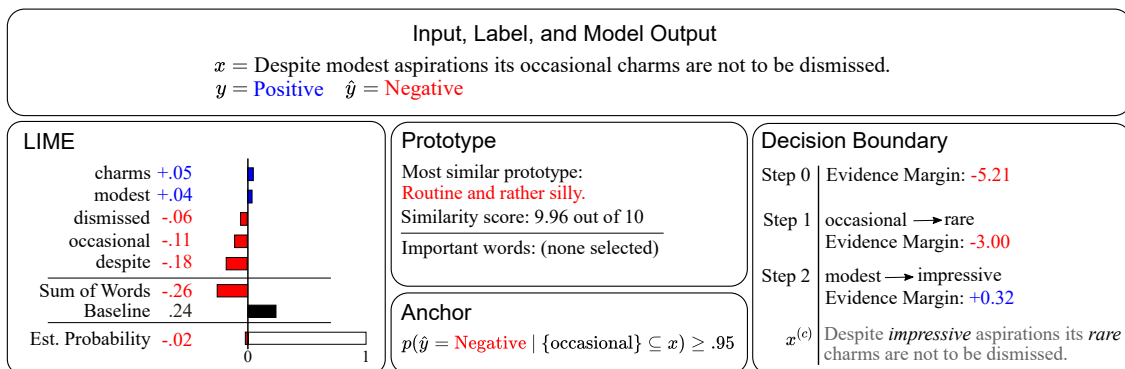 Input, Label, and Model Output
x = Despite modest aspirations its occasional charms are not to be dismissed.
y = Positive ŷ = Negative
LIME
charms +.05
modest +.04
dismissed -.06
occasional -.11
despite -.18
Sum of Words -.26
Baseline .24
Est. Probability -.02
0 1
Prototype
Most similar prototype:
Routine and rather silly.
Similarity score: 9.96 out of 10
Important words: (none selected)
Anchor
p(ŷ = Negative | {occasional} ⊆ x) ≥ .95
Decision Boundary
Step 0 Evidence Margin: -5.21
Step 1 occasional → rare
Evidence Margin: -3.00
Step 2 modest → impressive
Evidence Margin: +0.32
x^(c) Despite impressive aspirations its rare
charms are not to be dismissed.